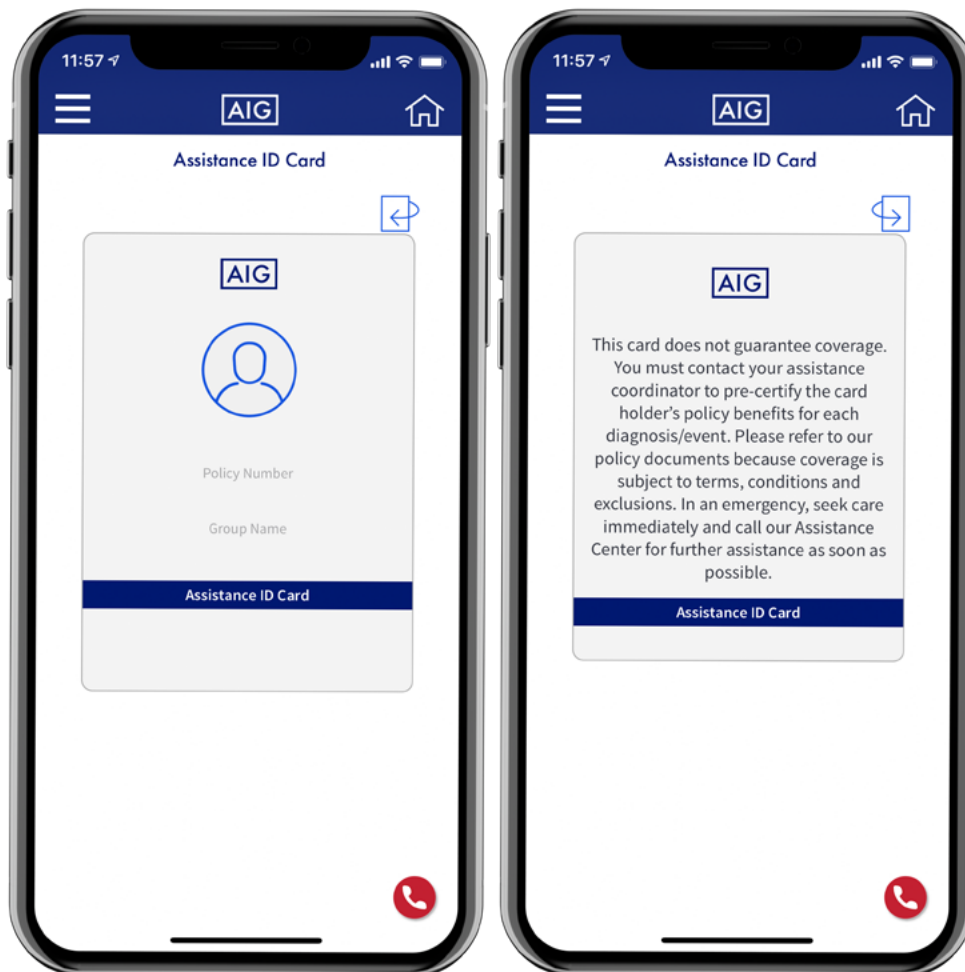 11:57
AIG
Assistance ID Card
AIG
Policy Number
Group Name
Assistance ID Card
11:57
AIG
Assistance ID Card
AIG
This card does not guarantee coverage.
You must contact your assistance
coordinator to pre-certify the card
holder's policy benefits for each
diagnosis/event. Please refer to our
policy documents because coverage is
subject to terms, conditions and
exclusions. In an emergency, seek care
immediately and call our Assistance
Center for further assistance as soon as
possible.
Assistance ID Card